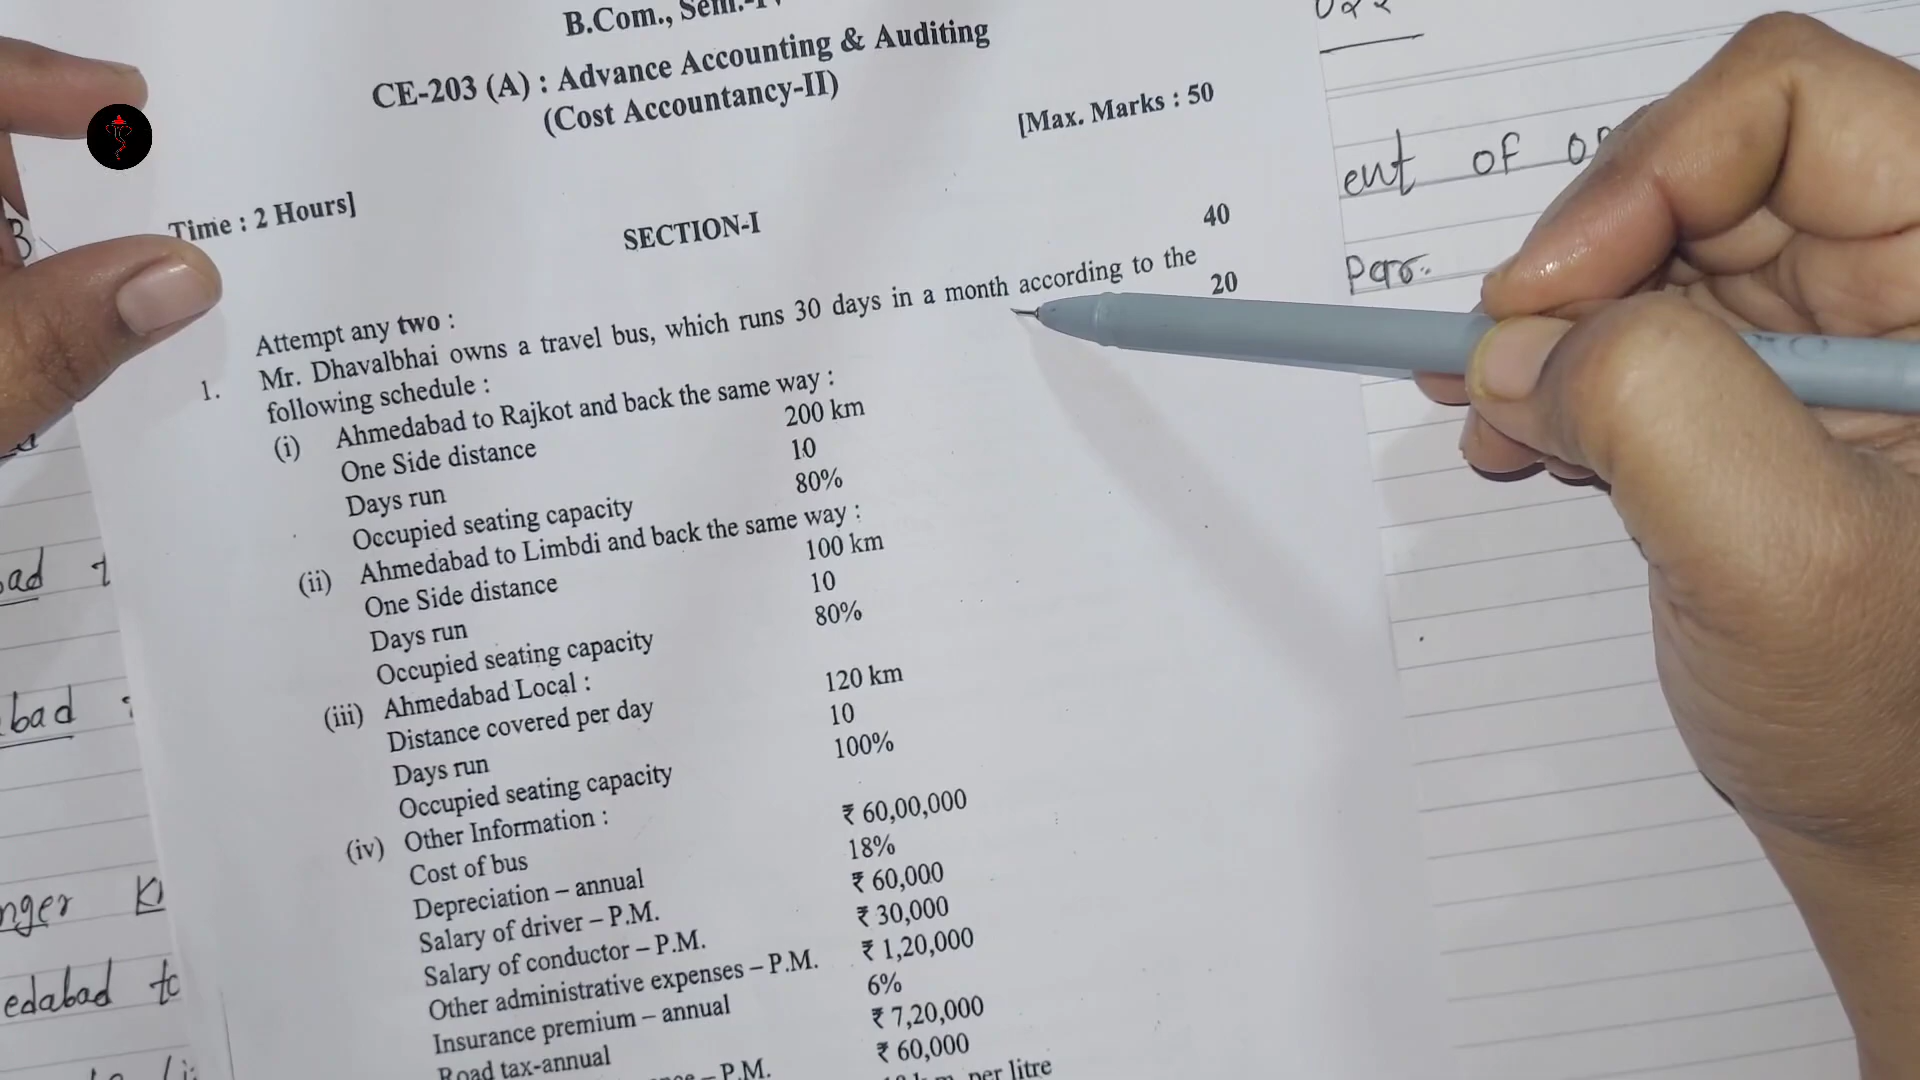 B.Com., Sem.-IV
CE-203 (A) : Advance Accounting & Auditing
(Cost Accountancy-II)
Time : 2 Hours]
[Max. Marks : 50
SECTION-I
40
Attempt any two :
1. Mr. Dhavalbhai owns a travel bus, which runs 30 days in a month according to the 20
following schedule :
(i) Ahmedabad to Rajkot and back the same way :
One Side distance 200 km
Days run 10
Occupied seating capacity 80%
(ii) Ahmedabad to Limbdi and back the same way :
One Side distance 100 km
Days run 10
Occupied seating capacity 80%
(iii) Ahmedabad Local :
Distance covered per day 120 km
Days run 10
Occupied seating capacity 100%
(iv) Other Information :
Cost of bus ₹ 60,00,000
Depreciation – annual 18%
Salary of driver – P.M. ₹ 60,000
Salary of conductor – P.M. ₹ 30,000
Other administrative expenses – P.M. ₹ 1,20,000
Insurance premium – annual 6%
Road tax-annual ₹ 7,20,000
– P.M. ₹ 60,000
per litre
ent of
bad
edabad to